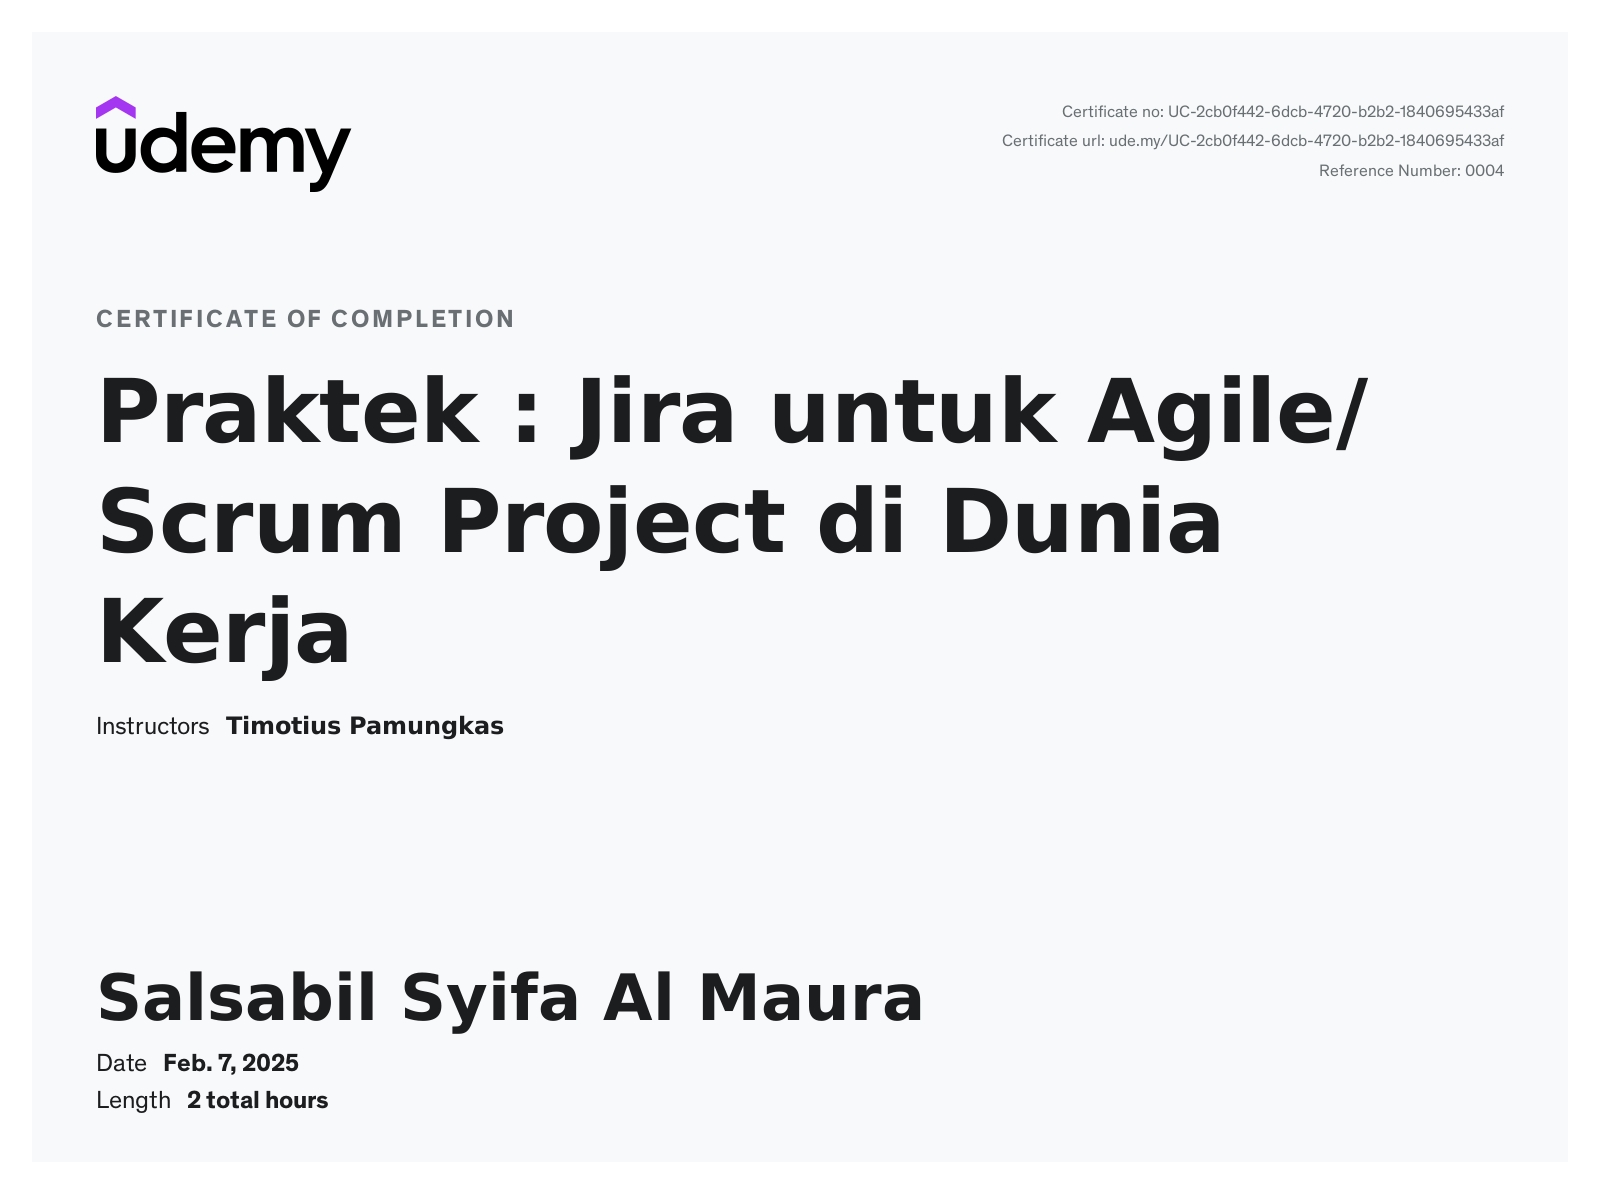 udemy
Certificate no: UC-2cb0f442-6dcb-4720-b2b2-1840695433af
Certificate url: ude.my/UC-2cb0f442-6dcb-4720-b2b2-1840695433af
Reference Number: 0004
CERTIFICATE OF COMPLETION
Praktek : Jira untuk Agile/
Scrum Project di Dunia
Kerja
Instructors Timotius Pamungkas
Salsabil Syifa Al Maura
Date Feb. 7, 2025
Length 2 total hours